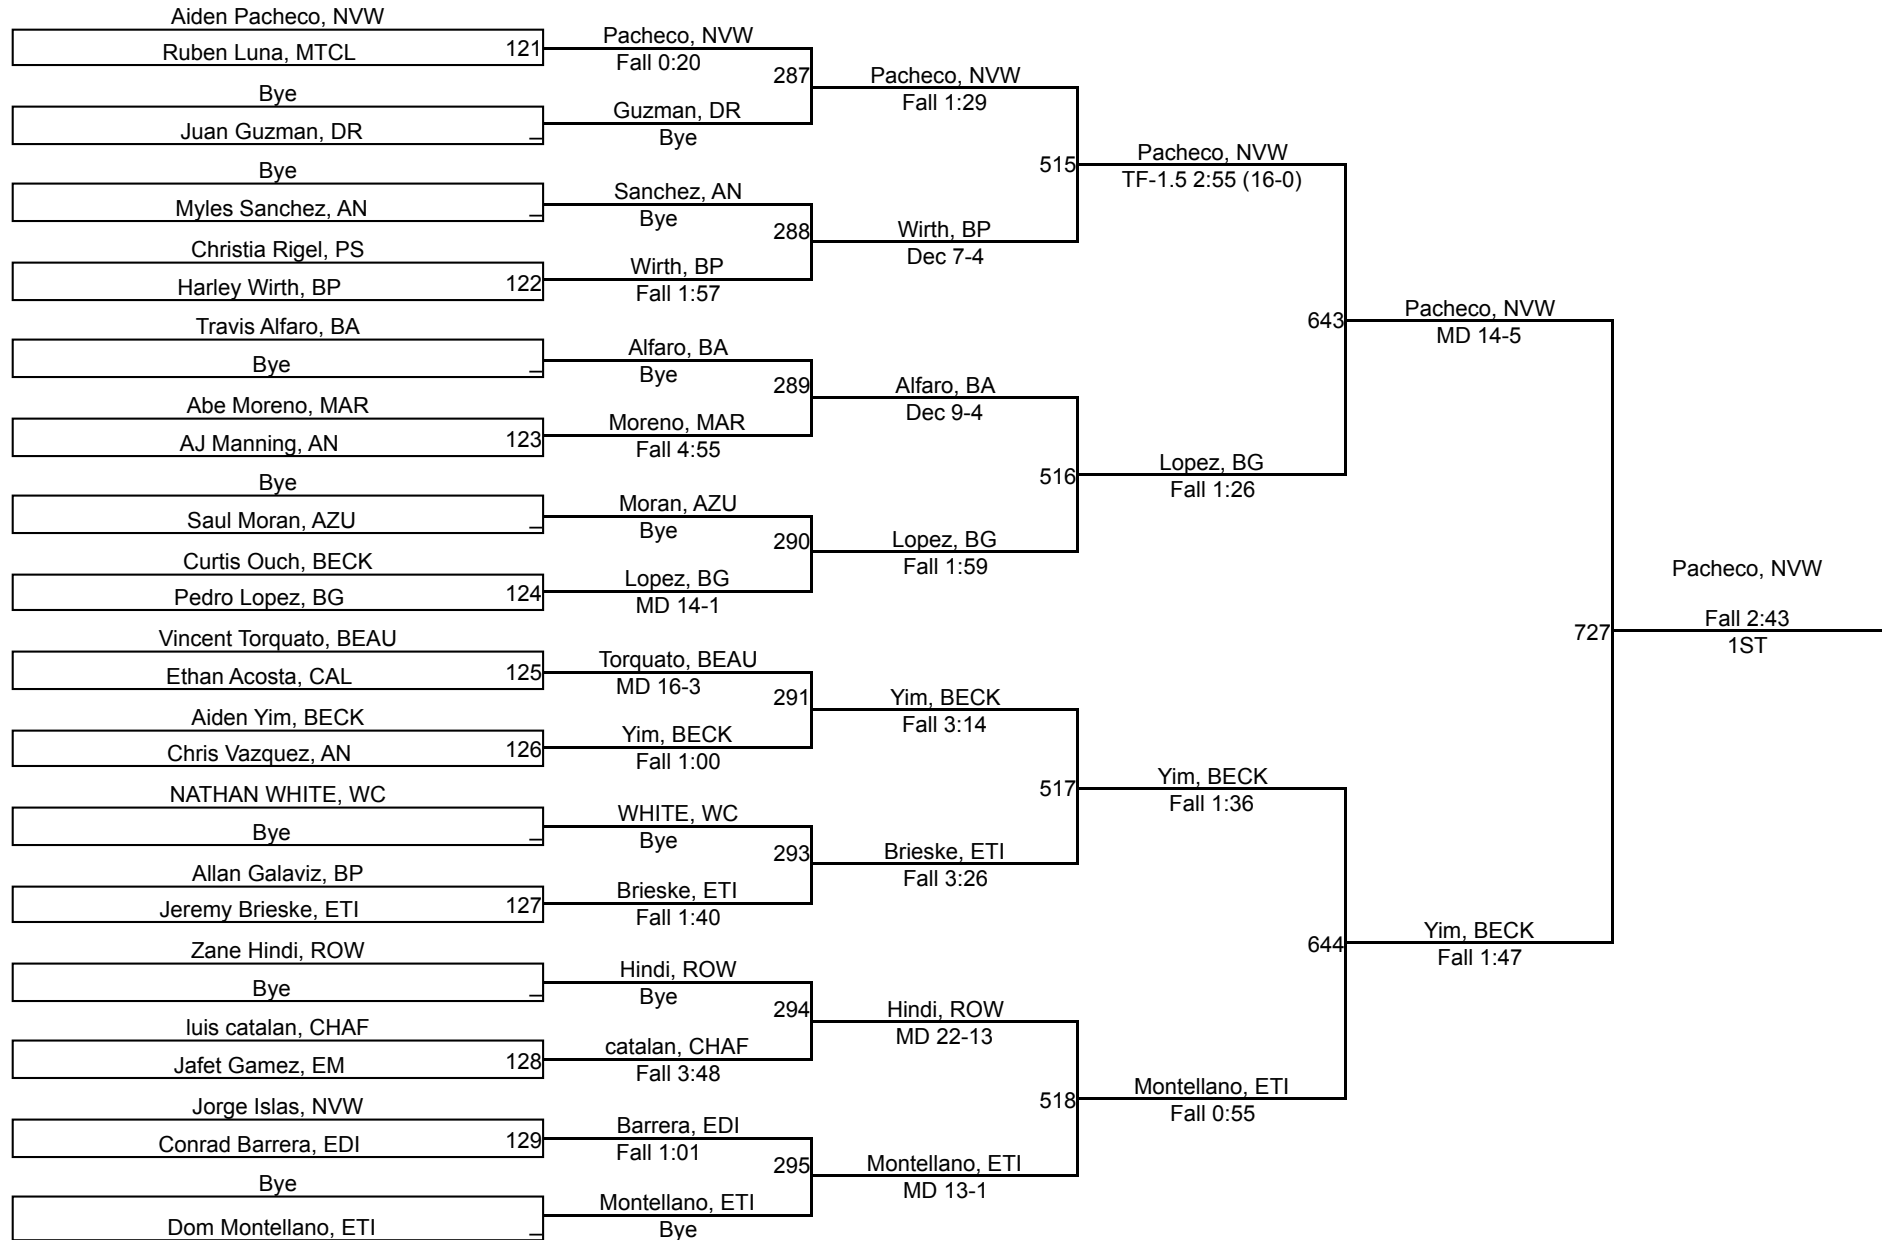 Aiden Pacheco, NVW
Ruben Luna, MTCL 121
Bye
Juan Guzman, DR _
Bye
Myles Sanchez, AN _
Christia Rigel, PS
Harley Wirth, BP 122
Travis Alfaro, BA
Bye _
Abe Moreno, MAR
AJ Manning, AN 123
Bye
Saul Moran, AZU _
Curtis Ouch, BECK
Pedro Lopez, BG 124
Vincent Torquato, BEAU
Ethan Acosta, CAL 125
Aiden Yim, BECK
Chris Vazquez, AN 126
NATHAN WHITE, WC
Bye _
Allan Galaviz, BP
Jeremy Brieske, ETI 127
Zane Hindi, ROW
Bye _
luis catalan, CHAF
Jafet Gamez, EM 128
Jorge Islas, NVW
Conrad Barrera, EDI 129
Bye
Dom Montellano, ETI _
Pacheco, NVW
Fall 0:20
287
Guzman, DR
Bye
Sanchez, AN
Bye
288
Wirth, BP
Fall 1:57
Alfaro, BA
Bye
289
Moreno, MAR
Fall 4:55
Moran, AZU
Bye
290
Lopez, BG
MD 14-1
Torquato, BEAU
MD 16-3
291
Yim, BECK
Fall 1:00
WHITE, WC
Bye
293
Brieske, ETI
Fall 1:40
Hindi, ROW
Bye
294
catalan, CHAF
Fall 3:48
Barrera, EDI
Fall 1:01
295
Montellano, ETI
Bye
Pacheco, NVW
Fall 1:29
515
Wirth, BP
Dec 7-4
Alfaro, BA
Dec 9-4
516
Lopez, BG
Fall 1:59
Yim, BECK
Fall 3:14
517
Brieske, ETI
Fall 3:26
Hindi, ROW
MD 22-13
518
Montellano, ETI
MD 13-1
Pacheco, NVW
TF-1.5 2:55 (16-0)
643
Lopez, BG
Fall 1:26
Yim, BECK
Fall 1:36
644
Montellano, ETI
Fall 0:55
Pacheco, NVW
MD 14-5
727
Yim, BECK
Fall 1:47
Pacheco, NVW
Fall 2:43
1ST